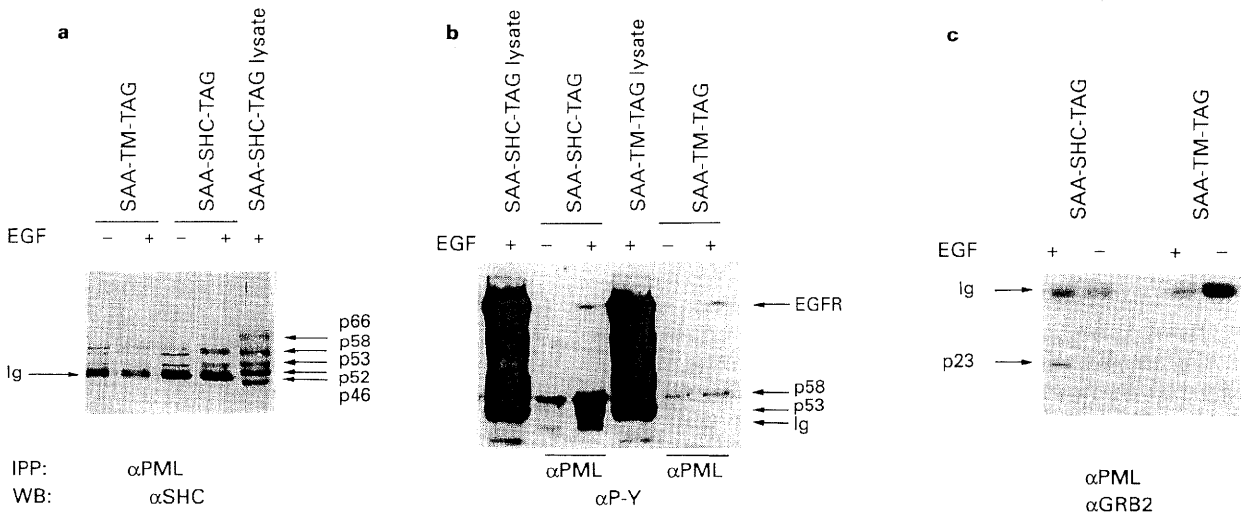 a
SAA-TM-TAG
SAA-SHC-TAG
SAA-SHC-TAG lysate
EGF − + − + +
Ig
p66
p58
p53
p52
p46
IPP: αPML
WB: αSHC
b
SAA-SHC-TAG lysate
SAA-SHC-TAG
SAA-TM-TAG lysate
SAA-TM-TAG
EGF + − + + − +
EGFR
p58
p53
Ig
αPML αPML
αP-Y
c
SAA-SHC-TAG
SAA-TM-TAG
EGF + − + −
Ig
p23
αPML
αGRB2